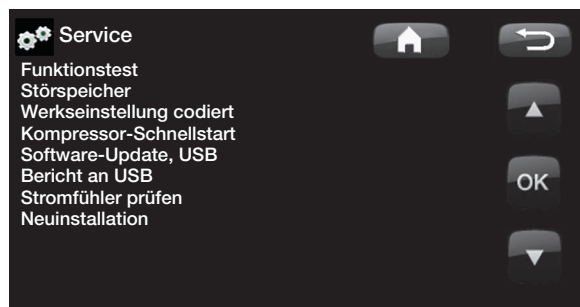 Service
Funktionstest
Störspeicher
Werkseinstellung codiert
Kompressor-Schnellstart
Software-Update, USB
Bericht an USB
Stromfühler prüfen
Neuinstallation
OK